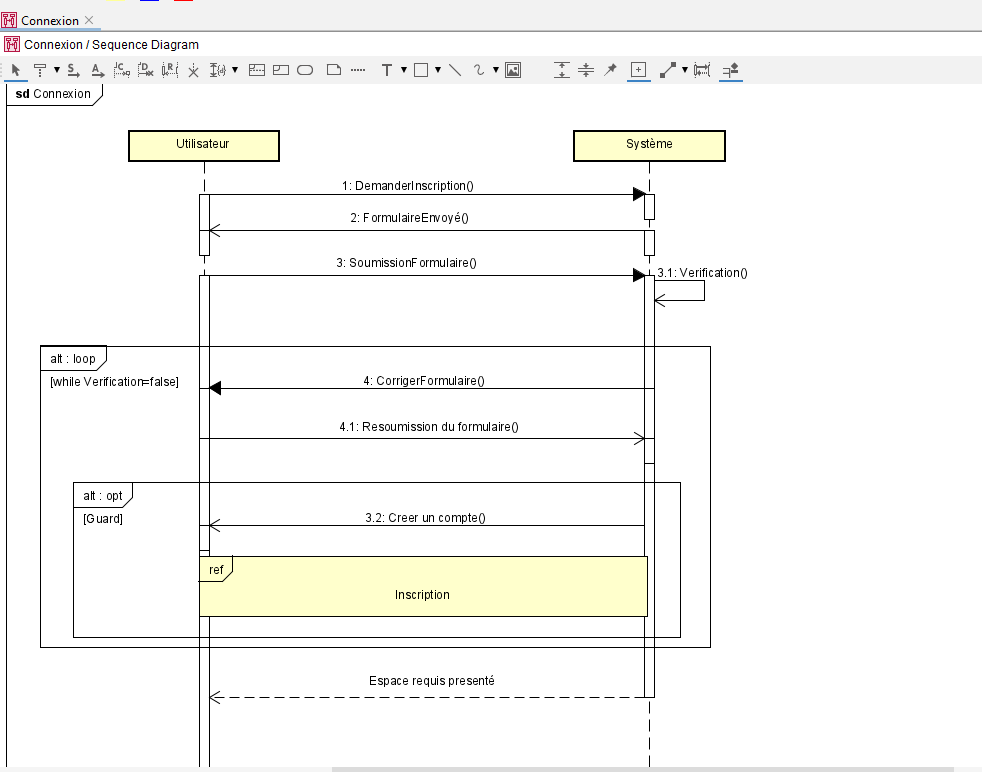 Connexion
Connexion / Sequence Diagram
sd Connexion
Utilisateur
Système
1: DemanderInscription()
2: FormulaireEnvoyé()
3: SoumissionFormulaire()
3.1: Verification()
alt : loop
[while Verification=false]
4: CorrigerFormulaire()
4.1: Resoumission du formulaire()
alt : opt
[Guard]
3.2: Creer un compte()
ref
Inscription
Espace requis presenté